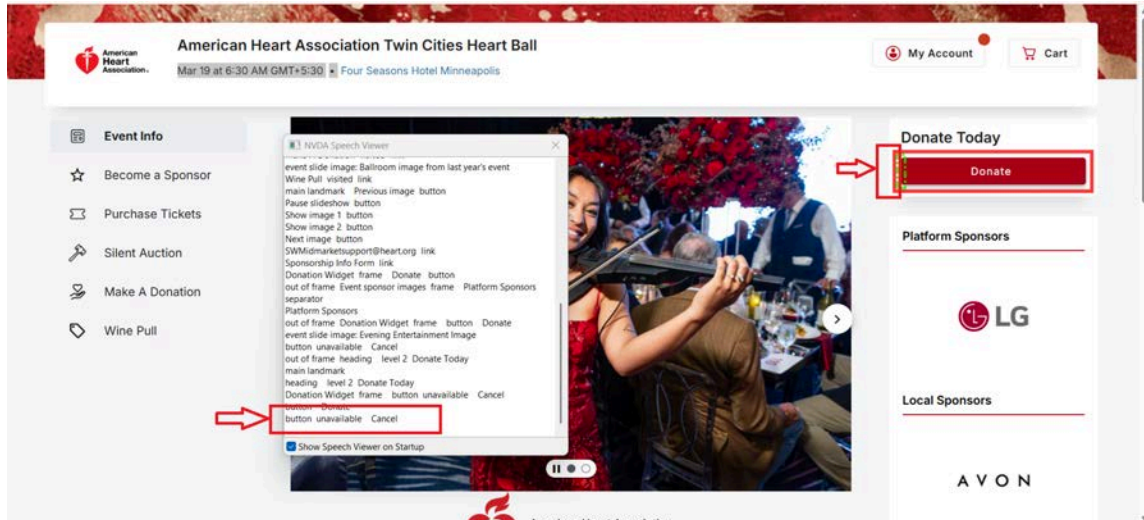 American
Heart
Association.
American Heart Association Twin Cities Heart Ball
Mar 19 at 6:30 AM GMT+5:30 • Four Seasons Hotel Minneapolis
My Account
Cart
Event Info
Become a Sponsor
Purchase Tickets
Silent Auction
Make A Donation
Wine Pull
NVDA Speech Viewer
event slide image: Ballroom image from last year's event
Wine Pull visited link
main landmark Previous image button
Pause slideshow button
Show image 1 button
Show image 2 button
Next image button
SWMidmarketsupport@heart.org link
Sponsorship Info Form link
Donation Widget frame Donate button
out of frame Event sponsor images frame Platform Sponsors
separator
Platform Sponsors
out of frame Donation Widget frame button Donate
event slide image: Evening Entertainment Image
button unavailable Cancel
out of frame heading level 2 Donate Today
main landmark
heading level 2 Donate Today
Donation Widget frame button unavailable Cancel
button Donate
button unavailable Cancel
Show Speech Viewer on Startup
Donate Today
Donate
Platform Sponsors
LG
Local Sponsors
AVON